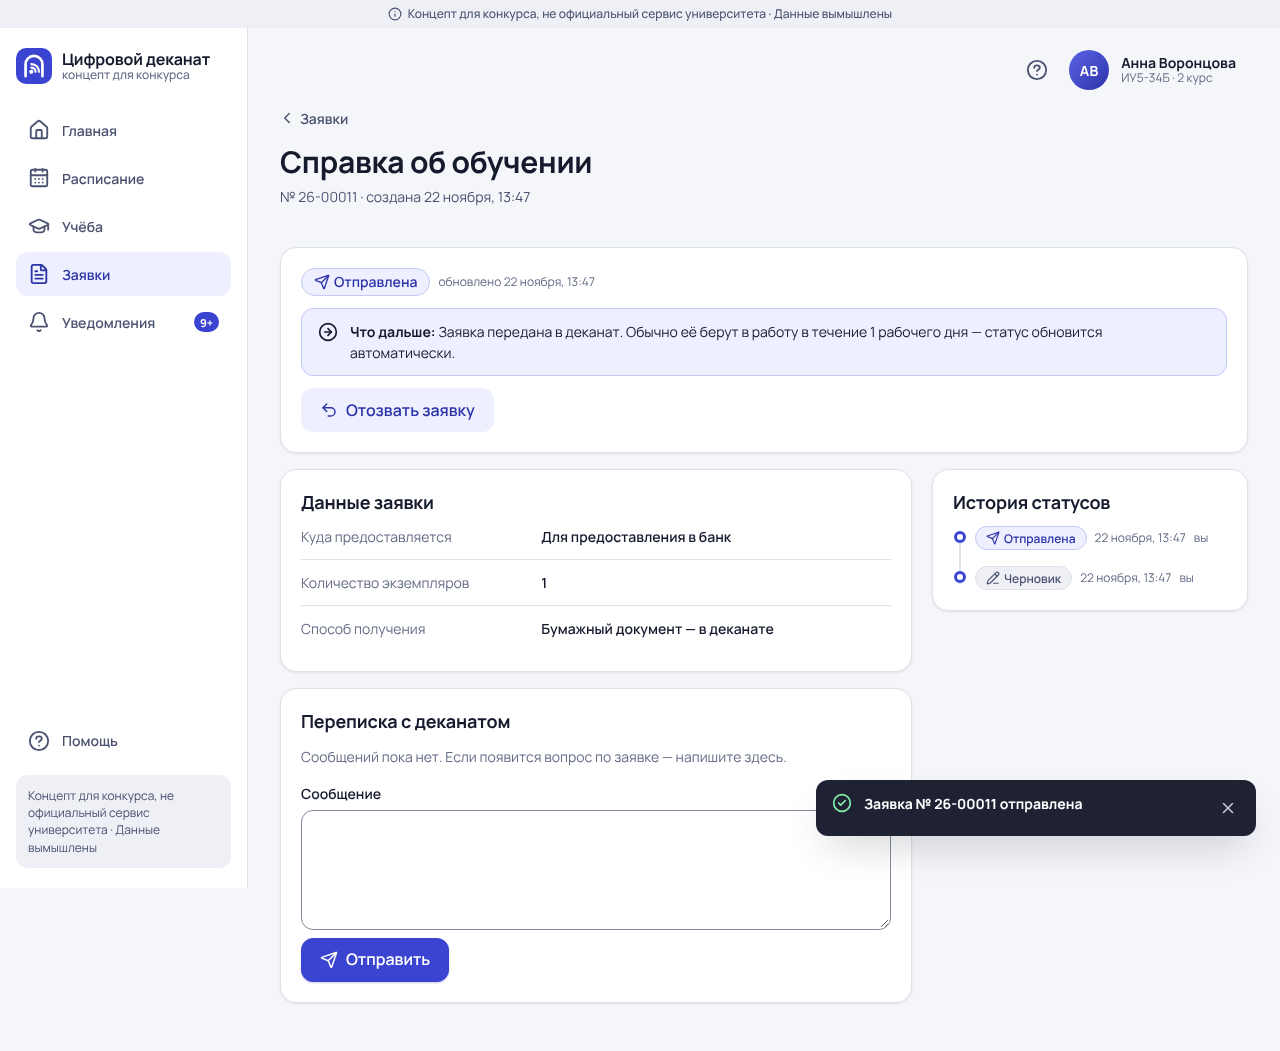 Концепт для конкурса, не официальный сервис университета · Данные вымышлены
Цифровой деканат
концепт для конкурса
Главная
Расписание
Учёба
Заявки
Уведомления
9+
Помощь
Концепт для конкурса, не
официальный сервис
университета · Данные
вымышлены
АВ
Анна Воронцова
ИУ5-34Б · 2 курс
Заявки
Справка об обучении
№ 26-00011 · создана 22 ноября, 13:47
Отправлена
обновлено 22 ноября, 13:47
Что дальше: Заявка передана в деканат. Обычно её берут в работу в течение 1 рабочего дня — статус обновится
автоматически.
Отозвать заявку
Данные заявки
Куда предоставляется
Для предоставления в банк
Количество экземпляров
1
Способ получения
Бумажный документ — в деканате
История статусов
Отправлена
22 ноября, 13:47
вы
Черновик
22 ноября, 13:47
вы
Переписка с деканатом
Сообщений пока нет. Если появится вопрос по заявке — напишите здесь.
Сообщение
Заявка № 26-00011 отправлена
Отправить